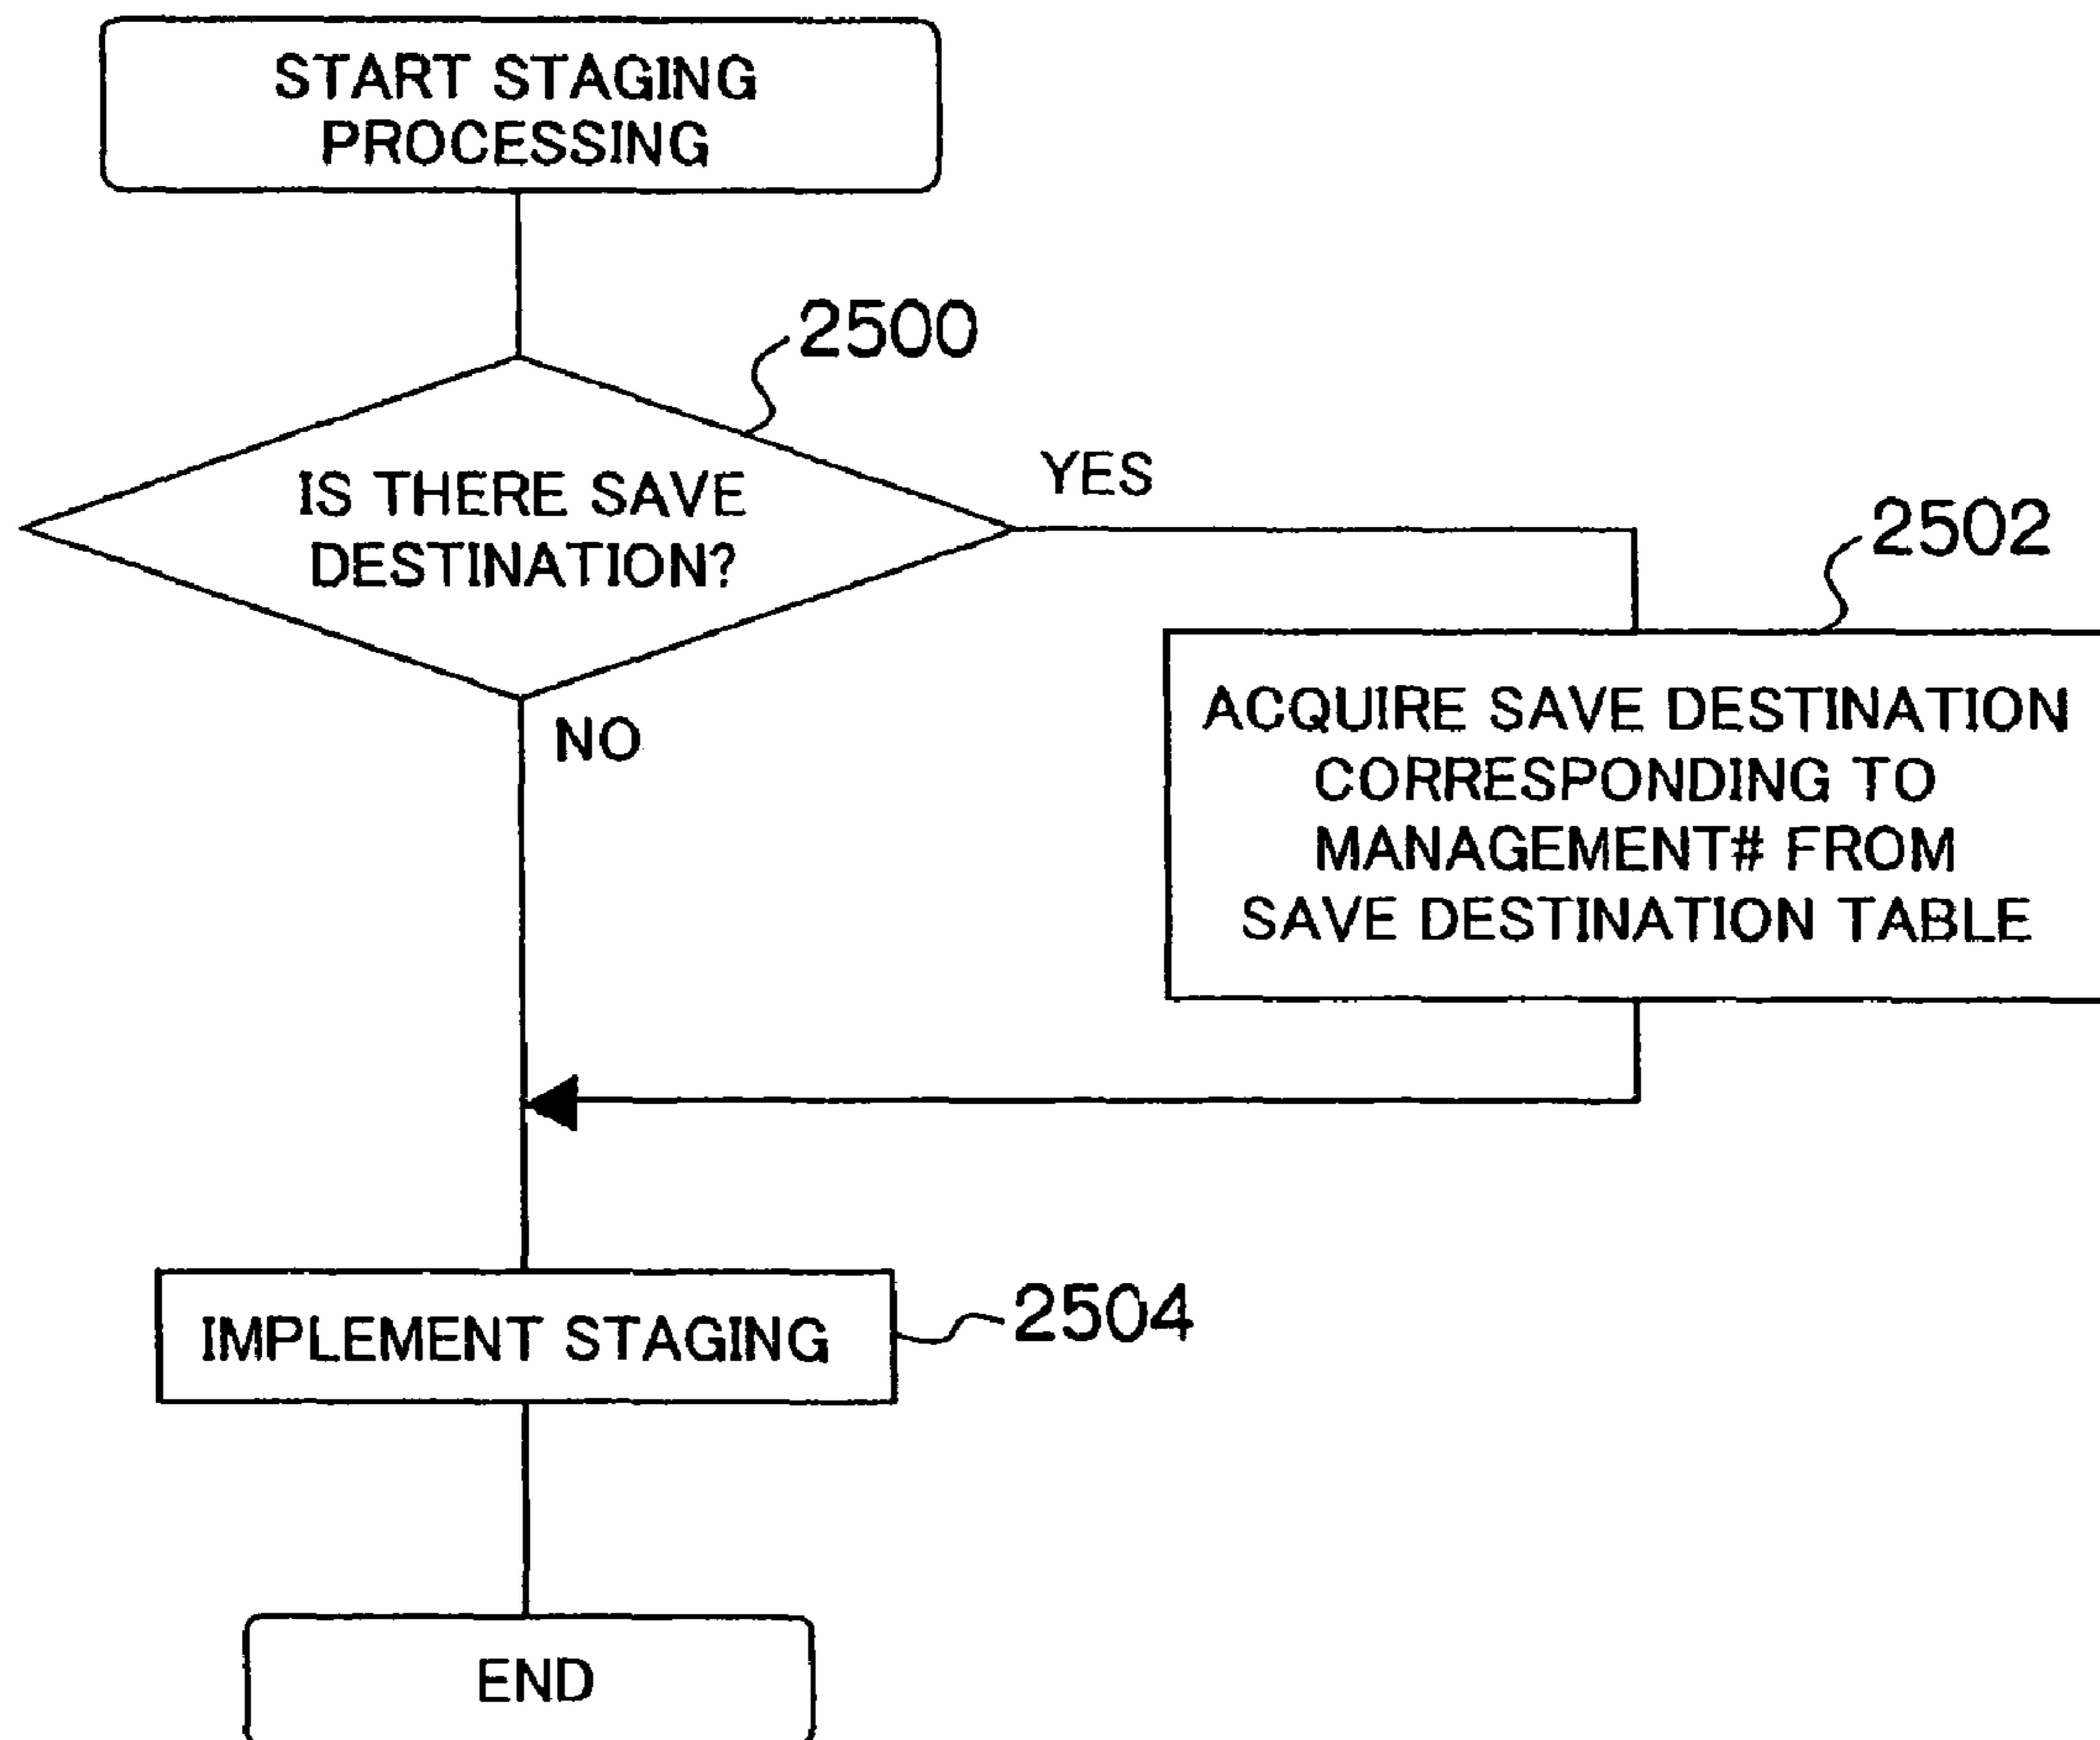 START STAGING
PROCESSING
2500
IS THERE SAVE
DESTINATION?
YES
NO
2502
ACQUIRE SAVE DESTINATION
CORRESPONDING TO
MANAGEMENT# FROM
SAVE DESTINATION TABLE
IMPLEMENT STAGING
2504
END